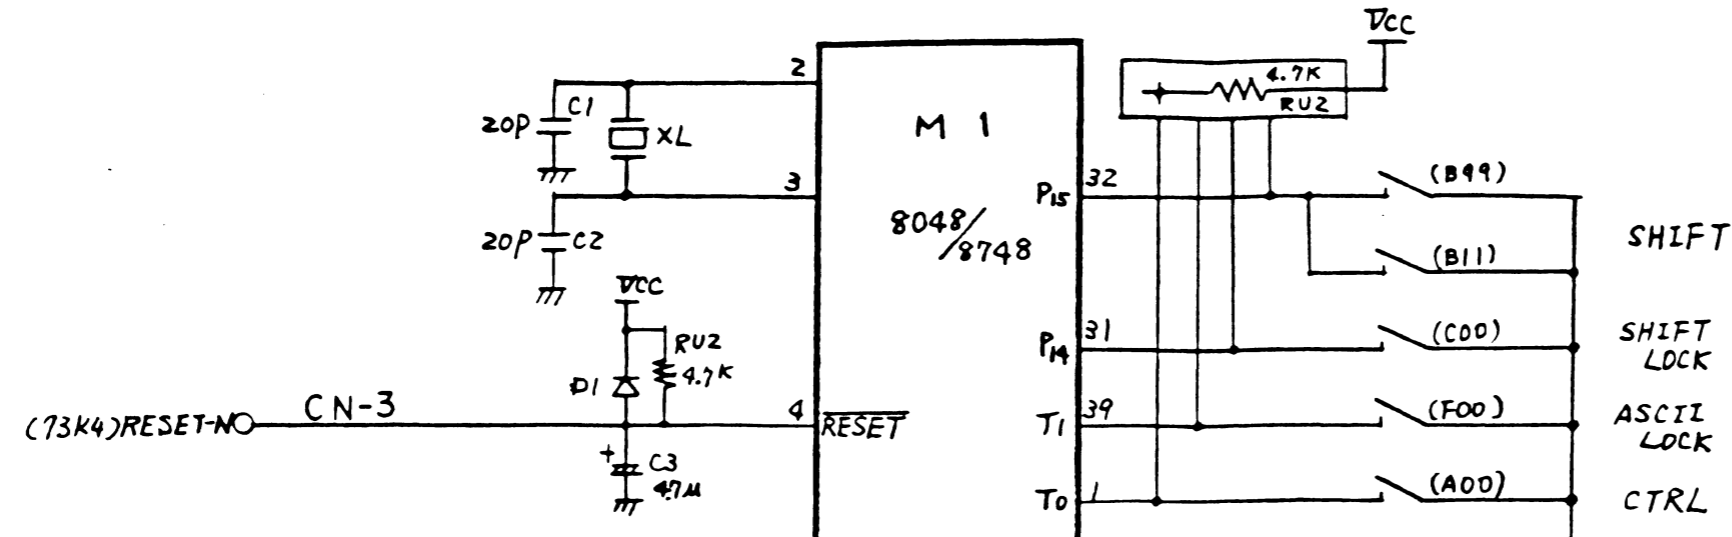 VCC
2
4.7K
C1
RU2
20P
XL
M 1
3
32
(B99)
P15
8048/
20P
C2
/8748
SHIFT
(B11)
VCC
RU2
31
(C00)
SHIFT
P14
LOCK
D1
4.7K
CN-3
4
39
(F00)
ASCII
(73K4)RESET-N
RESET
T1
LOCK
+
C3
47μ
1
(A00)
T0
CTRL